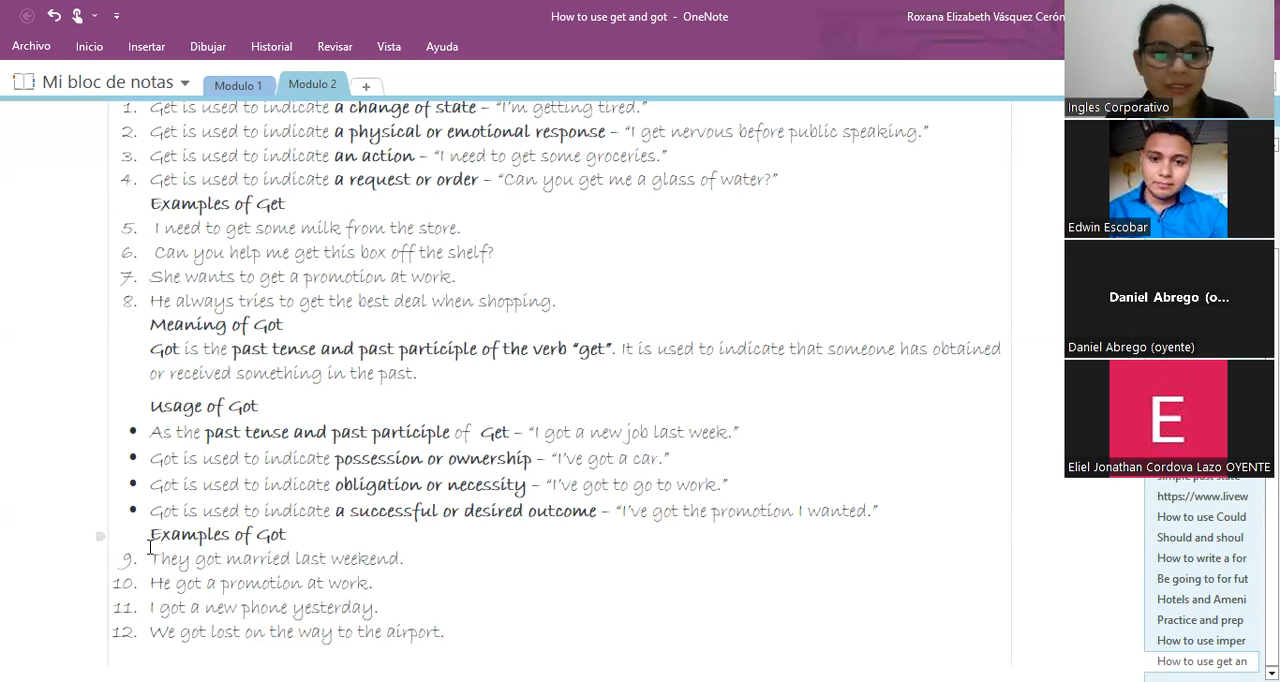 How to use get and got - OneNote
Roxana Elizabeth Vásquez Cerón
Archivo Inicio Insertar Dibujar Historial Revisar Vista Ayuda
Mi bloc de notas Modulo 1 Modulo 2 +
1. Get is used to indicate a change of state – “I’m getting tired.”
2. Get is used to indicate a physical or emotional response – “I get nervous before public speaking.”
3. Get is used to indicate an action – “I need to get some groceries.”
4. Get is used to indicate a request or order – “Can you get me a glass of water?”
Examples of Get
5. I need to get some milk from the store.
6. Can you help me get this box off the shelf?
7. She wants to get a promotion at work.
8. He always tries to get the best deal when shopping.
Meaning of Got
Got is the past tense and past participle of the verb “get”. It is used to indicate that someone has obtained
or received something in the past.
Usage of Got
• As the past tense and past participle of Get – “I got a new job last week.”
• Got is used to indicate possession or ownership – “I’ve got a car.”
• Got is used to indicate obligation or necessity – “I’ve got to go to work.”
• Got is used to indicate a successful or desired outcome – “I’ve got the promotion I wanted.”
Examples of Got
9. They got married last weekend.
10. He got a promotion at work.
11. I got a new phone yesterday.
12. We got lost on the way to the airport.
Ingles Corporativo
Edwin Escobar
Daniel Abrego (o...
Daniel Abrego (oyente)
E
Eliel Jonathan Cordova Lazo OYENTE
https://www.livew
How to use Could
Should and shoul
How to write a for
Be going to for fut
Hotels and Ameni
Practice and prep
How to use imper
How to use get an